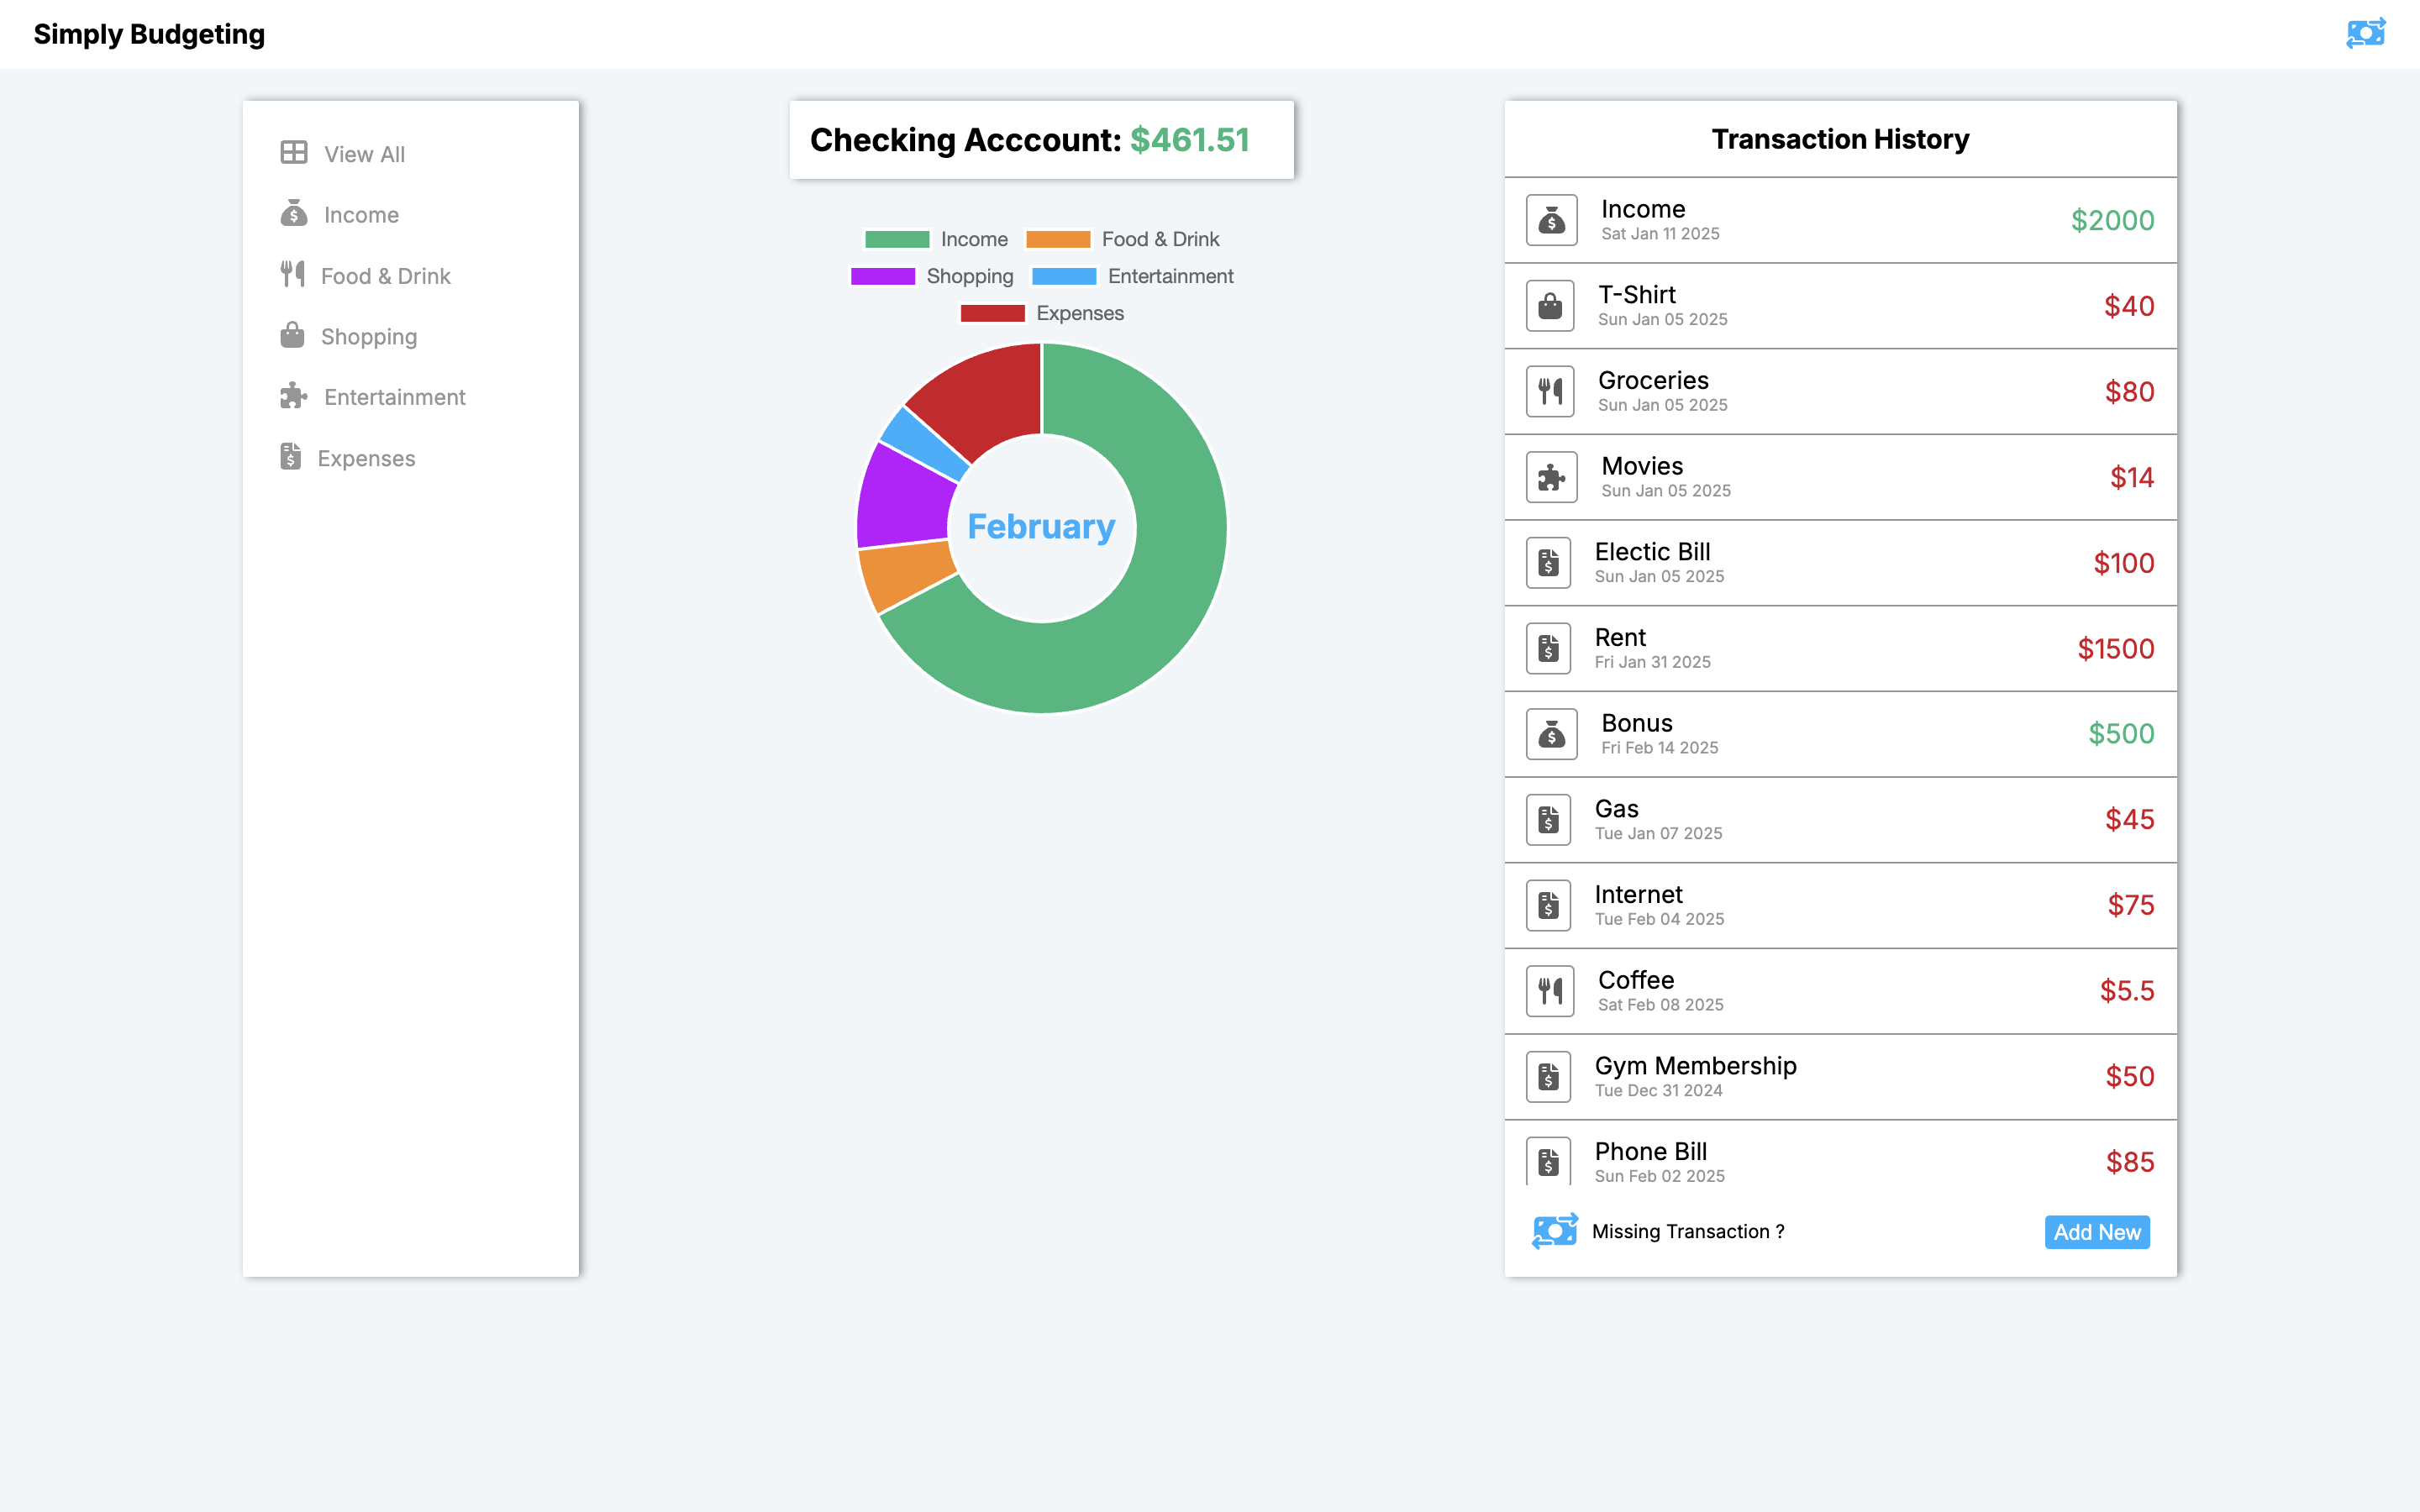 Simply Budgeting
View All
Income
Food & Drink
Shopping
Entertainment
Expenses
Checking Acccount: $461.51
Income Food & Drink
Shopping Entertainment
Expenses
February
Transaction History
Income
Sat Jan 11 2025
$2000
T-Shirt
Sun Jan 05 2025
$40
Groceries
Sun Jan 05 2025
$80
Movies
Sun Jan 05 2025
$14
Electic Bill
Sun Jan 05 2025
$100
Rent
Fri Jan 31 2025
$1500
Bonus
Fri Feb 14 2025
$500
Gas
Tue Jan 07 2025
$45
Internet
Tue Feb 04 2025
$75
Coffee
Sat Feb 08 2025
$5.5
Gym Membership
Tue Dec 31 2024
$50
Phone Bill
Sun Feb 02 2025
$85
Missing Transaction ?
Add New